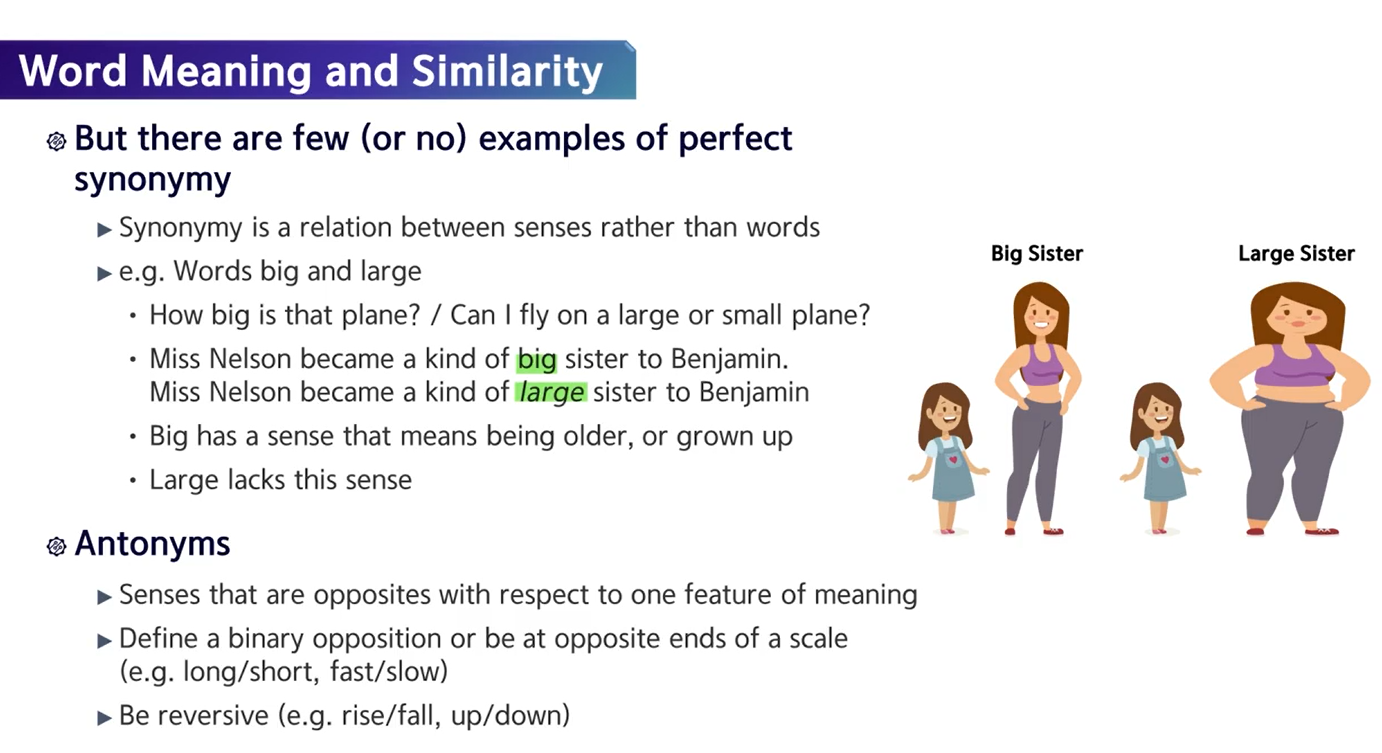 Word Meaning and Similarity
But there are few (or no) examples of perfect
synonymy
▶ Synonymy is a relation between senses rather than words
▶ e.g. Words big and large
• How big is that plane? / Can I fly on a large or small plane?
• Miss Nelson became a kind of big sister to Benjamin.
Miss Nelson became a kind of large sister to Benjamin
• Big has a sense that means being older, or grown up
• Large lacks this sense
Big Sister
Large Sister
Antonyms
▶ Senses that are opposites with respect to one feature of meaning
▶ Define a binary opposition or be at opposite ends of a scale
(e.g. long/short, fast/slow)
▶ Be reversive (e.g. rise/fall, up/down)